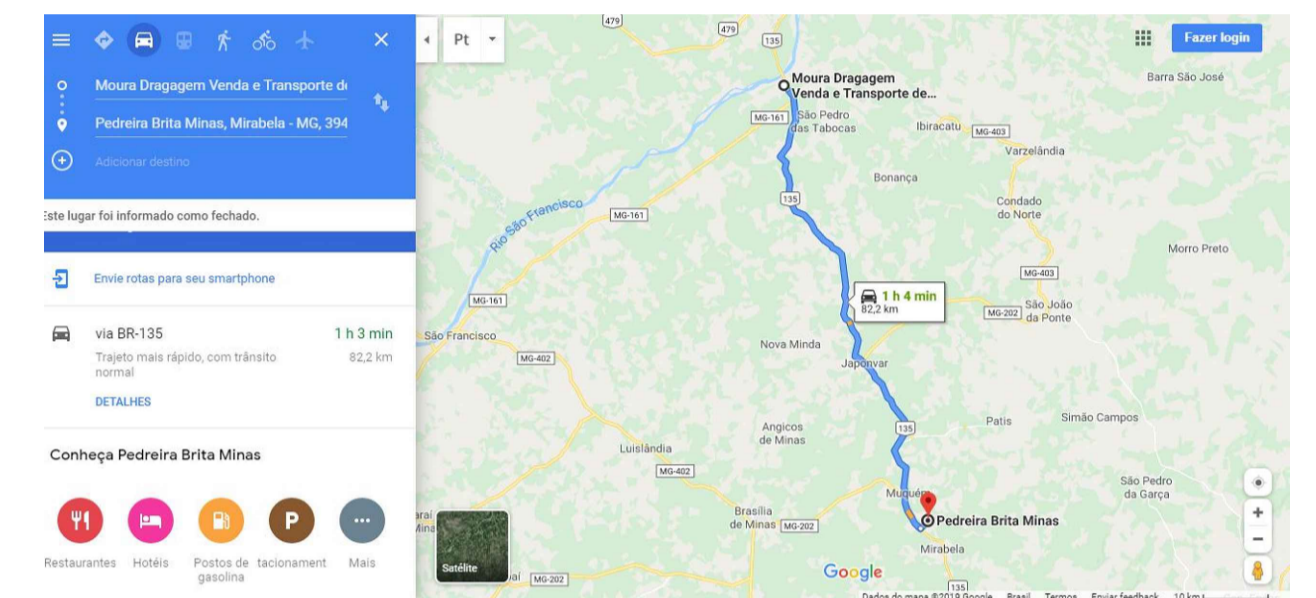 Moura Dragagem Venda e Transporte de
Pedreira Brita Minas, Mirabela - MG, 394
Adicionar destino
Este lugar foi informado como fechado.
Envie rotas para seu smartphone
via BR-135
1 h 3 min
Trajeto mais rápido, com trânsito
normal
82,2 km
DETALHES
Conheça Pedreira Brita Minas
P
Restaurantes
Hotéis
Postos de
gasolina
tacionament
Mais
Pt
Fazer login
479
479
135
Moura Dragagem
Venda e Transporte de...
Barra São José
MG-161
São Pedro
das Tabocas
Ibiracatu
MG-403
Varzelândia
Bonança
135
Condado
do Norte
Rio São Francisco
MG-161
Morro Preto
MG-403
1 h 4 min
82,2 km
MG-161
MG-202
São João
da Ponte
São Francisco
Nova Minda
MG-402
Japonvar
Angicos
de Minas
135
Patis
Simão Campos
Luislândia
MG-402
São Pedro
da Garça
Muquém
Brasília
de Minas
MG-202
Pedreira Brita Minas
Mirabela
Satélite
MG-202
Google
135
Dados do mapa ©2019 Google
Brasil
Termos
Enviar feedback
10 km